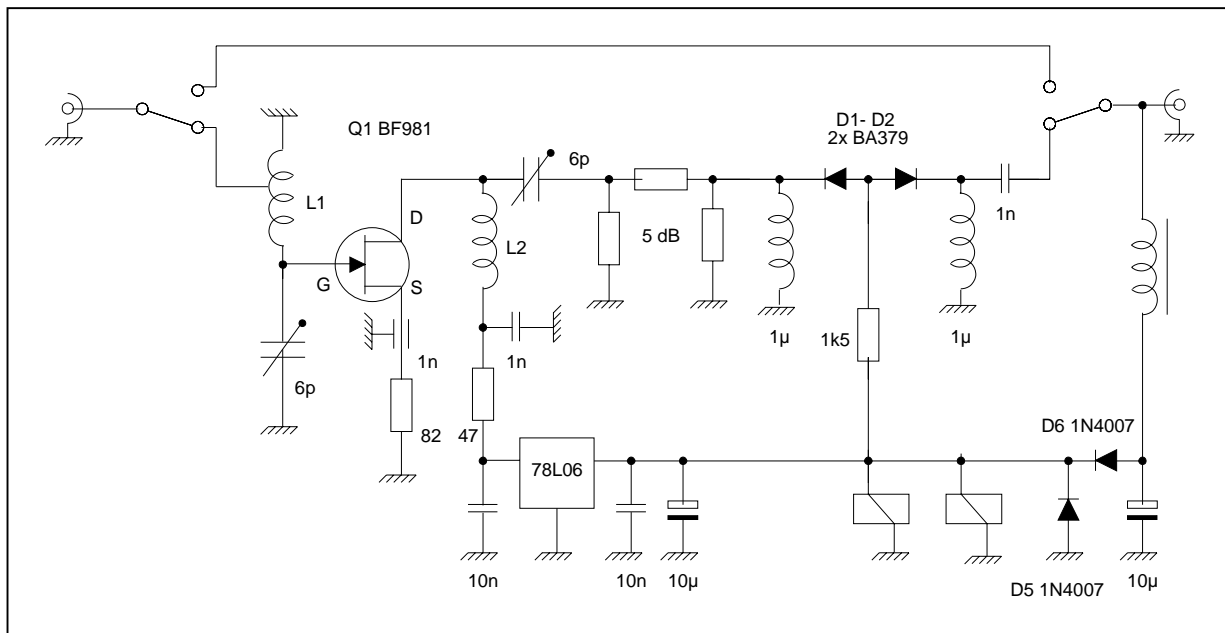 Q1 BF981
D1- D2
2x BA379
6p
L1
D
L2
5 dB
1n
G
S
1n
1n
1µ
1k5
1µ
6p
82
47
D6 1N4007
78L06
10n
10n
10µ
D5 1N4007
10µ